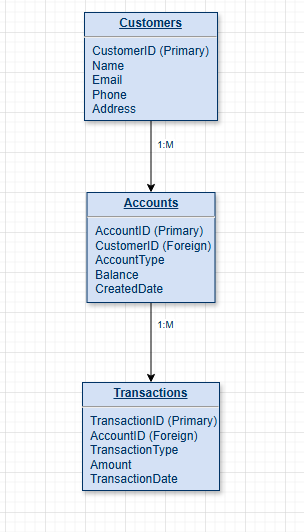 Customers
CustomerID (Primary)
Name
Email
Phone
Address
1:M
Accounts
AccountID (Primary)
CustomerID (Foreign)
AccountType
Balance
CreatedDate
1:M
Transactions
TransactionID (Primary)
AccountID (Foreign)
TransactionType
Amount
TransactionDate